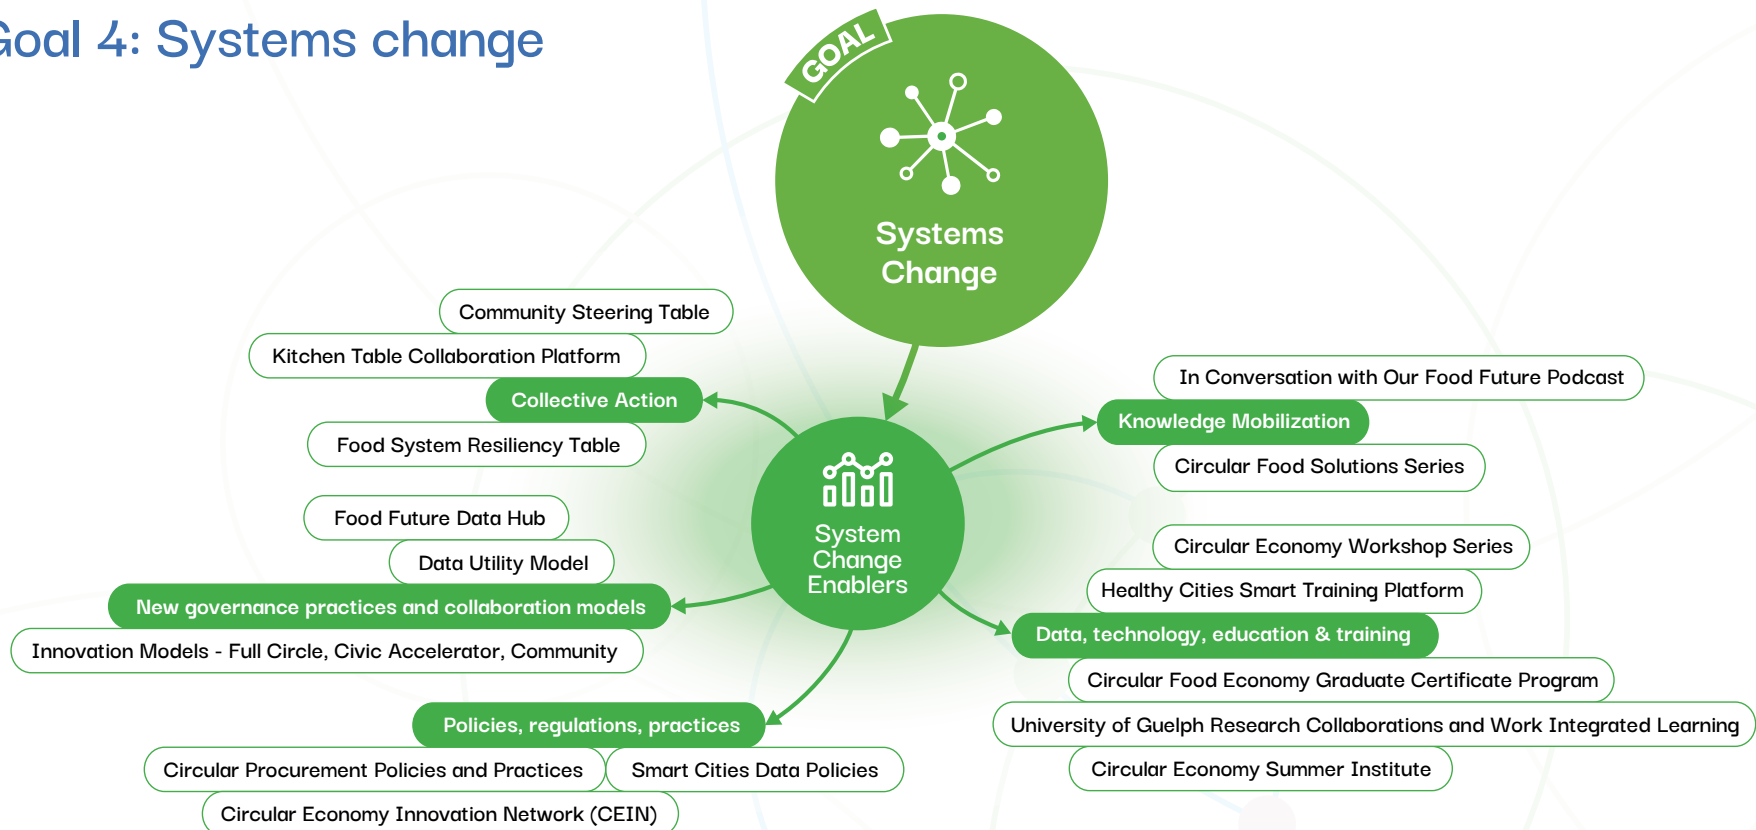 Goal 4: Systems change
GOAL
Systems
Change
Community Steering Table
Kitchen Table Collaboration Platform
Collective Action
Food System Resiliency Table
Food Future Data Hub
Data Utility Model
New governance practices and collaboration models
Innovation Models - Full Circle, Civic Accelerator, Community
Policies, regulations, practices
Circular Procurement Policies and Practices
Smart Cities Data Policies
Circular Economy Innovation Network (CEIN)
System
Change
Enablers
In Conversation with Our Food Future Podcast
Knowledge Mobilization
Circular Food Solutions Series
Circular Economy Workshop Series
Healthy Cities Smart Training Platform
Data, technology, education & training
Circular Food Economy Graduate Certificate Program
University of Guelph Research Collaborations and Work Integrated Learning
Circular Economy Summer Institute